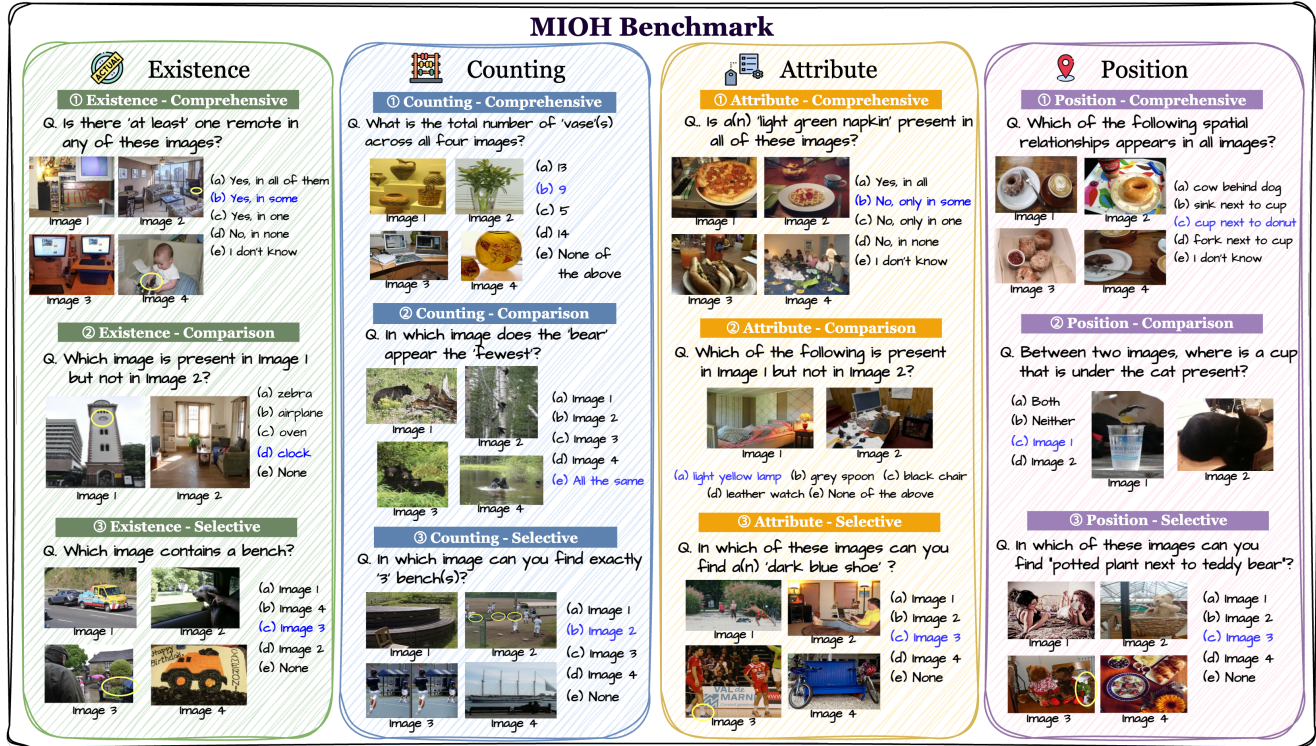 MIOH Benchmark
ACTUAL
Existence
① Existence - Comprehensive
Q. Is there 'at least' one remote in
any of these images?
Image 1
Image 2
Image 3
Image 4
(a) Yes, in all of them
(b) Yes, in some
(c) Yes, in one
(d) No, in none
(e) I don't know
② Existence - Comparison
Q. Which image is present in Image 1
but not in Image 2?
Image 1
Image 2
(a) zebra
(b) airplane
(c) oven
(d) clock
(e) None
③ Existence - Selective
Q. Which image contains a bench?
Image 1
Image 2
Image 3
Happy
Birthday
Image 4
(a) Image 1
(b) Image 4
(c) Image 3
(d) Image 2
(e) None
Counting
① Counting - Comprehensive
Q. What is the total number of 'vase'(s)
across all four images?
Image 1
Image 2
Image 3
Image 4
(a) 13
(b) 9
(c) 5
(d) 14
(e) None of
the above
② Counting - Comparison
Q. In which image does the 'bear'
appear the 'fewest'?
Image 1
Image 2
Image 3
Image 4
(a) Image 1
(b) Image 2
(c) Image 3
(d) Image 4
(e) All the same
③ Counting - Selective
Q. In which image can you find exactly
'3' bench(s)?
Image 1
Image 2
Image 3
Image 4
(a) Image 1
(b) Image 2
(c) Image 3
(d) Image 4
(e) None
Attribute
① Attribute - Comprehensive
Q.. Is a(n) 'light green napkin' present in
all of these images?
Image 1
Image 2
Image 3
Image 4
(a) Yes, in all
(b) No, only in some
(c) No, only in one
(d) No, in none
(e) I don't know
② Attribute - Comparison
Q. Which of the following is present
in Image 1 but not in Image 2?
Image 1
Image 2
(a) light yellow lamp (b) grey spoon (c) black chair
(d) leather watch (e) None of the above
③ Attribute - Selective
Q. In which of these images can you
find a(n) 'dark blue shoe' ?
Image 1
Image 2
VAL de
MARN
Image 3
Image 4
(a) Image 1
(b) Image 2
(c) Image 3
(d) Image 4
(e) None
Position
① Position - Comprehensive
Q. Which of the following spatial
relationships appears in all images?
Image 1
Image 2
Image 3
Image 4
(a) cow behind dog
(b) sink next to cup
(c) cup next to donut
(d) fork next to cup
(e) I don't know
② Position - Comparison
Q. Between two images, where is a cup
that is under the cat present?
(a) Both
(b) Neither
(c) Image 1
(d) Image 2
Image 1
Image 2
③ Position - Selective
Q. In which of these images can you
find "potted plant next to teddy bear"?
Image 1
Image 2
Image 3
Image 4
(a) Image 1
(b) Image 2
(c) Image 3
(d) Image 4
(e) None